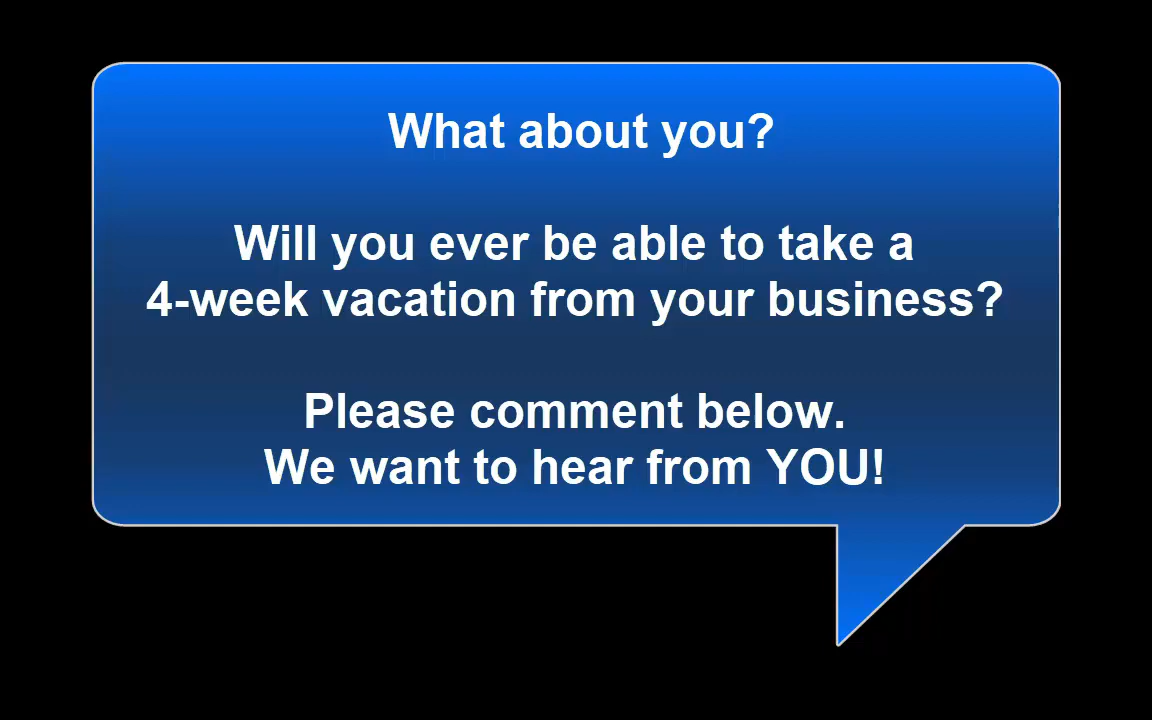 What about you?
Will you ever be able to take a
4-week vacation from your business?
Please comment below.
We want to hear from YOU!